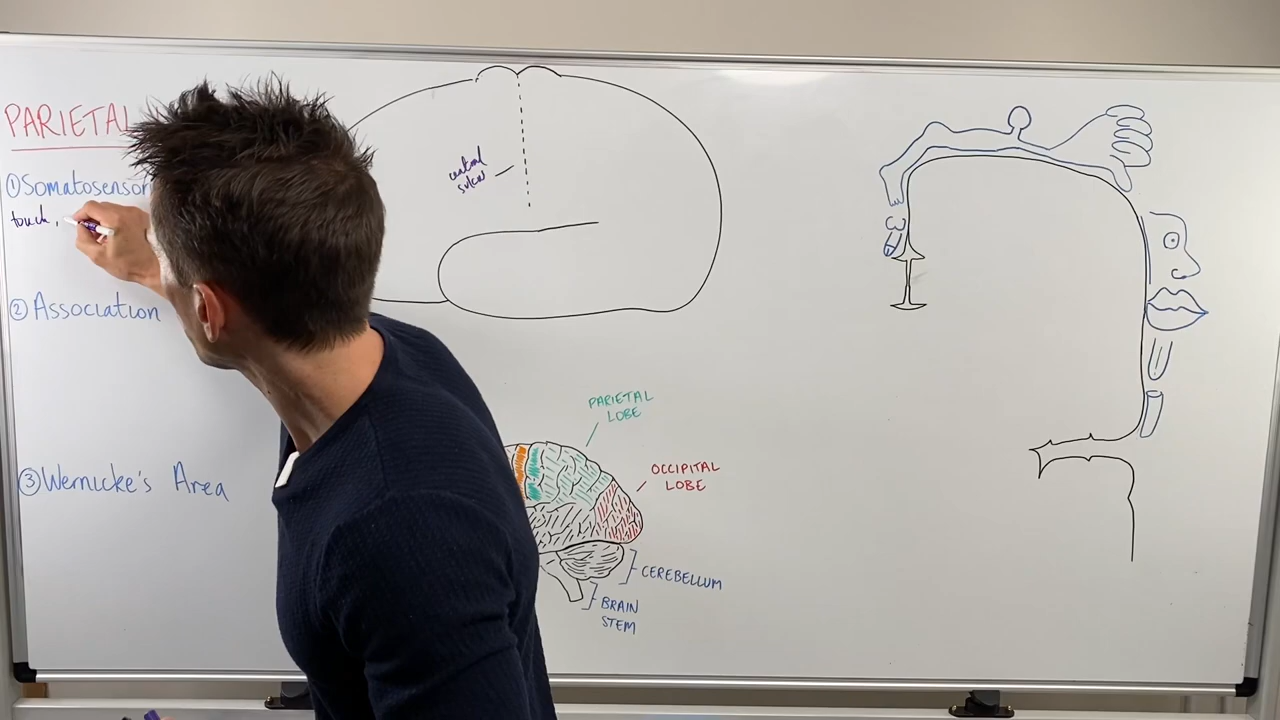 PARIETAL
①Somatosensor
touch,
② Association
③Wernicke's Area
central
sulcus
PARIETAL
LOBE
OCCIPITAL
LOBE
CEREBELLUM
BRAIN
STEM